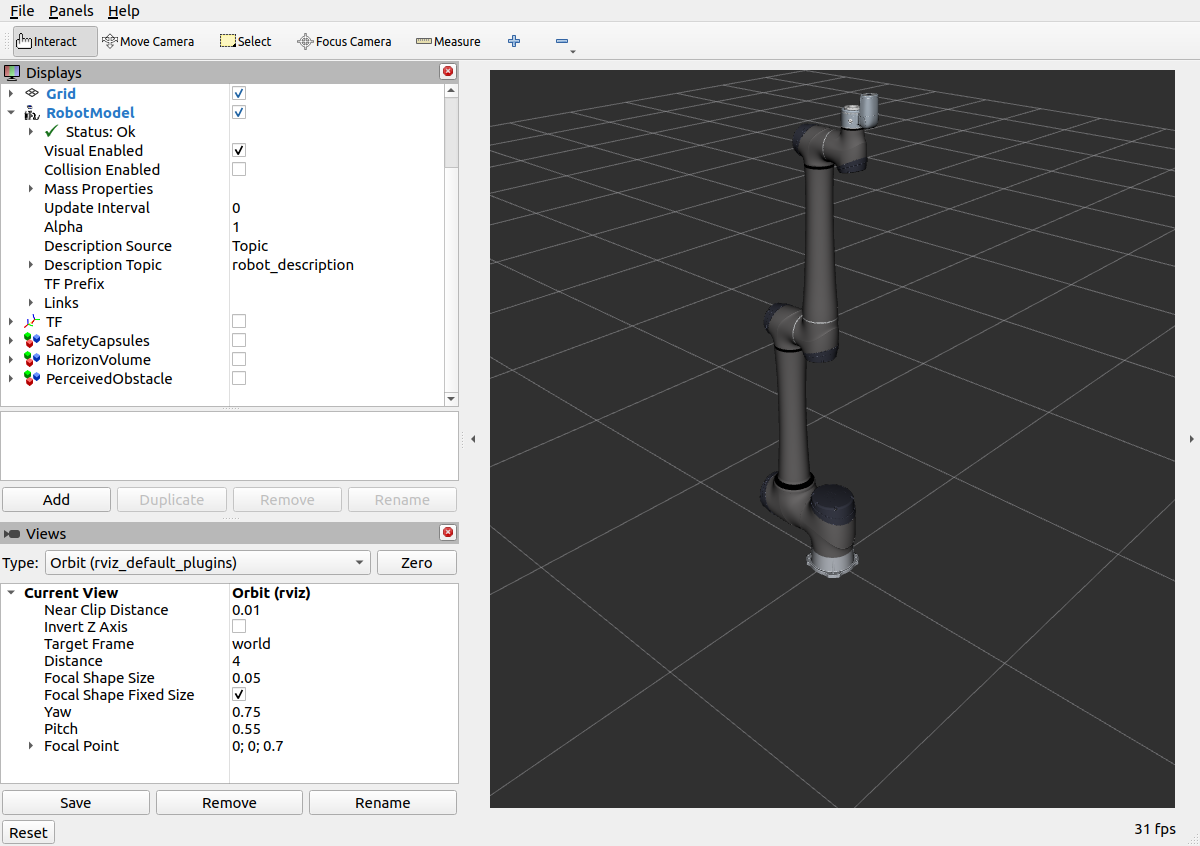 File Panels Help
Interact Move Camera Select Focus Camera Measure
Displays
Grid
RobotModel
Status: Ok
Visual Enabled
Collision Enabled
Mass Properties
Update Interval 0
Alpha 1
Description Source Topic
Description Topic robot_description
TF Prefix
Links
TF
SafetyCapsules
HorizonVolume
PerceivedObstacle
Add Duplicate Remove Rename
Views
Type: Orbit (rviz_default_plugins) Zero
Current View Orbit (rviz)
Near Clip Distance 0.01
Invert Z Axis
Target Frame world
Distance 4
Focal Shape Size 0.05
Focal Shape Fixed Size
Yaw 0.75
Pitch 0.55
Focal Point 0; 0; 0.7
Save Remove Rename
Reset 31 fps